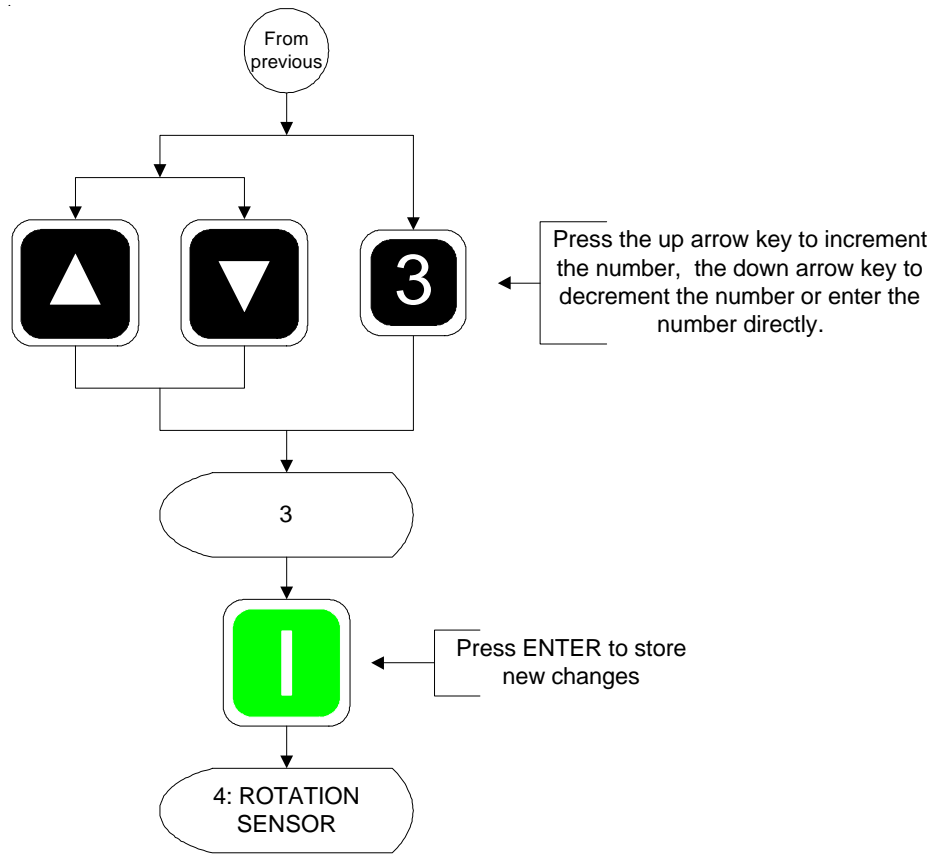 From
previous
3
Press the up arrow key to increment
the number, the down arrow key to
decrement the number or enter the
number directly.
3
Press ENTER to store
new changes
4: ROTATION
SENSOR